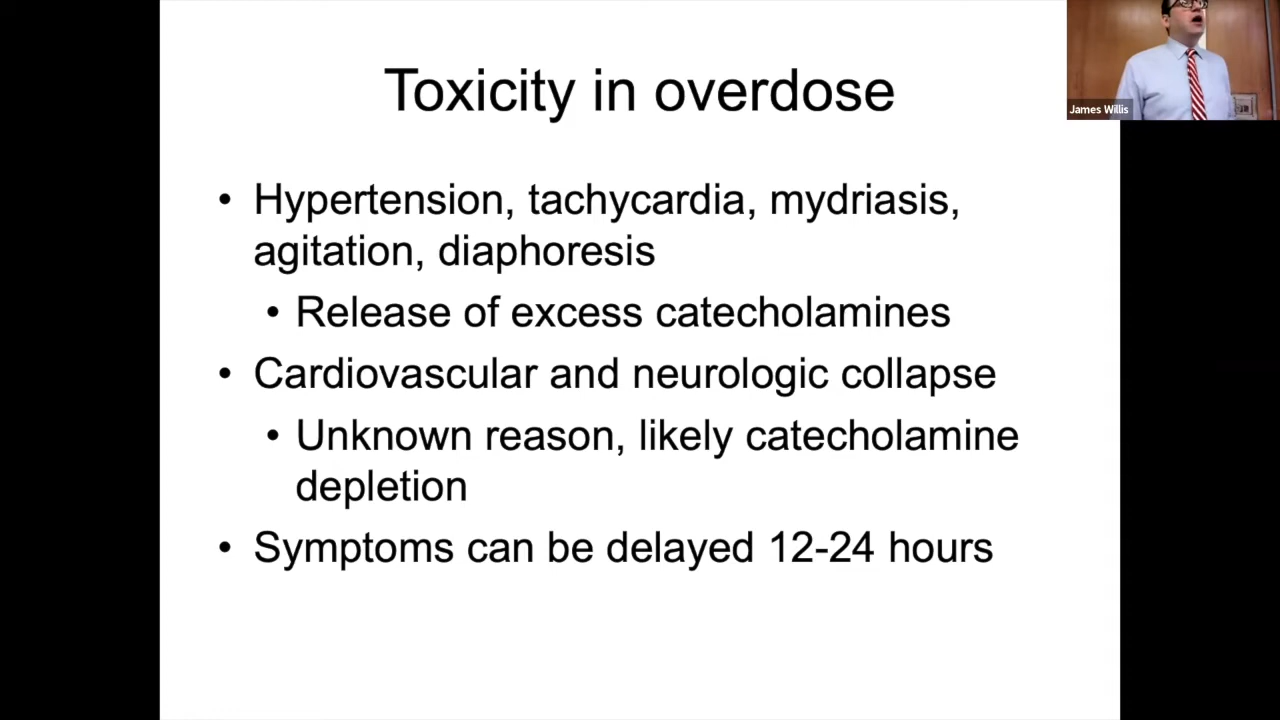 Toxicity in overdose
James Willis
• Hypertension, tachycardia, mydriasis,
agitation, diaphoresis
• Release of excess catecholamines
• Cardiovascular and neurologic collapse
• Unknown reason, likely catecholamine
depletion
• Symptoms can be delayed 12-24 hours